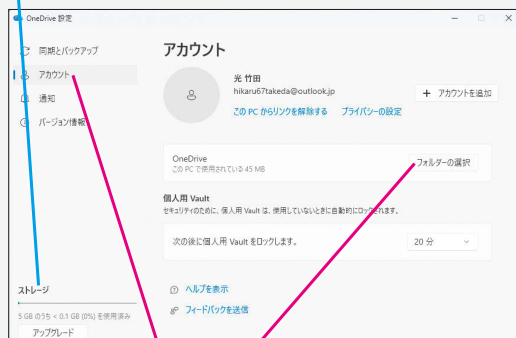 OneDrive 設定
同期とバックアップ
アカウント
通知
バージョン情報
アカウント
光 竹田
hikaru67takeda@outlook.jp
このPC からリンクを解除する プライバシーの設定
+ アカウントを追加
OneDrive
この PC で使用されている 45 MB
フォルダーの選択
個人用 Vault
セキュリティのために、個人用 Vault は、使用していないときに自動的にロックされます。
次の後に個人用 Vault をロックします。
20 分
ヘルプを表示
フィードバックを送信
ストレージ
5 GB のうち < 0.1 GB (0%) を使用済み
アップグレード